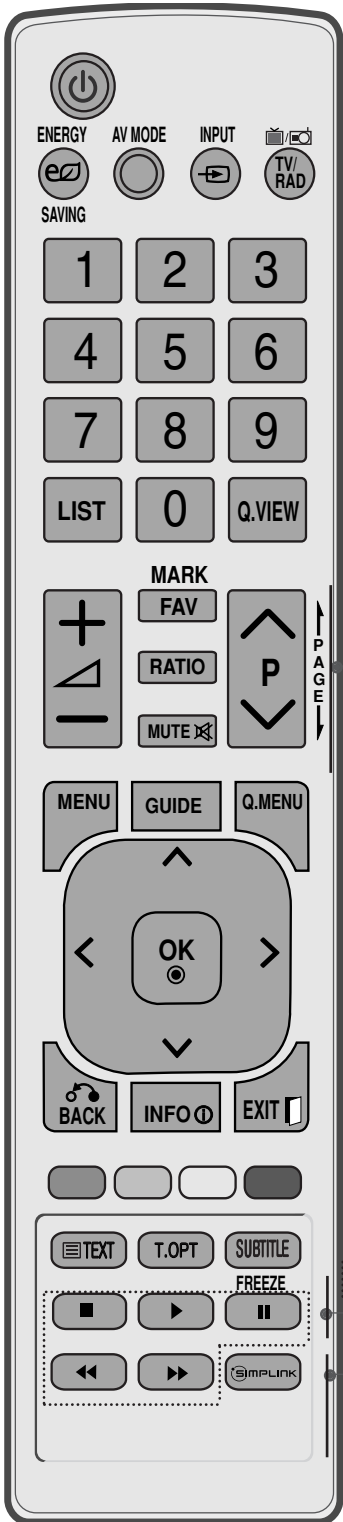 ENERGY AV MODE INPUT
TV/
RAD
SAVING
1 2 3
4 5 6
7 8 9
LIST 0 Q.VIEW
MARK
FAV
RATIO
P
PAGE
MUTE
MENU GUIDE Q.MENU
OK
BACK INFO EXIT
TEXT T.OPT SUBTITLE
FREEZE
SIMPLINK